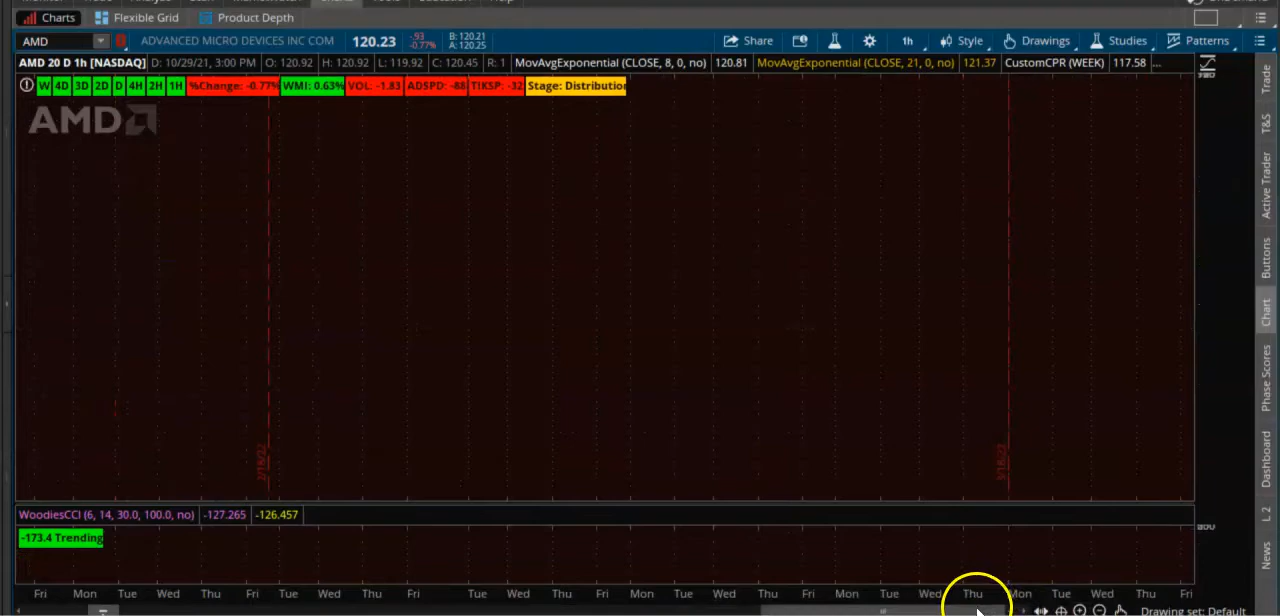 Charts Flexible Grid Product Depth
AMD ADVANCED MICRO DEVICES INC COM 120.23 -.93 -0.77% B: 120.21 A: 120.25 Share 1h Style Drawings Studies Patterns
AMD 20 D 1h [NASDAQ] D: 10/29/21, 3:00 PM O: 120.92 H: 120.92 L: 119.92 C: 120.45 R: 1 MovAvgExponential (CLOSE, 8, 0, no) 120.81 MovAvgExponential (CLOSE, 21, 0, no) 121.37 CustomCPR (WEEK) 117.58 ...
W 4D 3D 2D D 4H 2H 1H %Change: -0.77% WMI: 0.63% VOL: -1.83 ADSPD: -88 TIKSP: -32 Stage: Distribution
AMD
2/18/22
3/18/22
WoodiesCCI (6, 14, 30.0, 100.0, no) -127.265 -126.457
-173.4 Trending
Fri Mon Tue Wed Thu Fri Tue Wed Thu Fri Tue Wed Thu Fri Mon Tue Wed Thu Fri Mon Tue Wed Thu Mon Tue Wed Thu Fri
Drawing set: Default
Trade
T&S
Active Trader
Buttons
Chart
Phase Scores
Dashboard
L 2
News